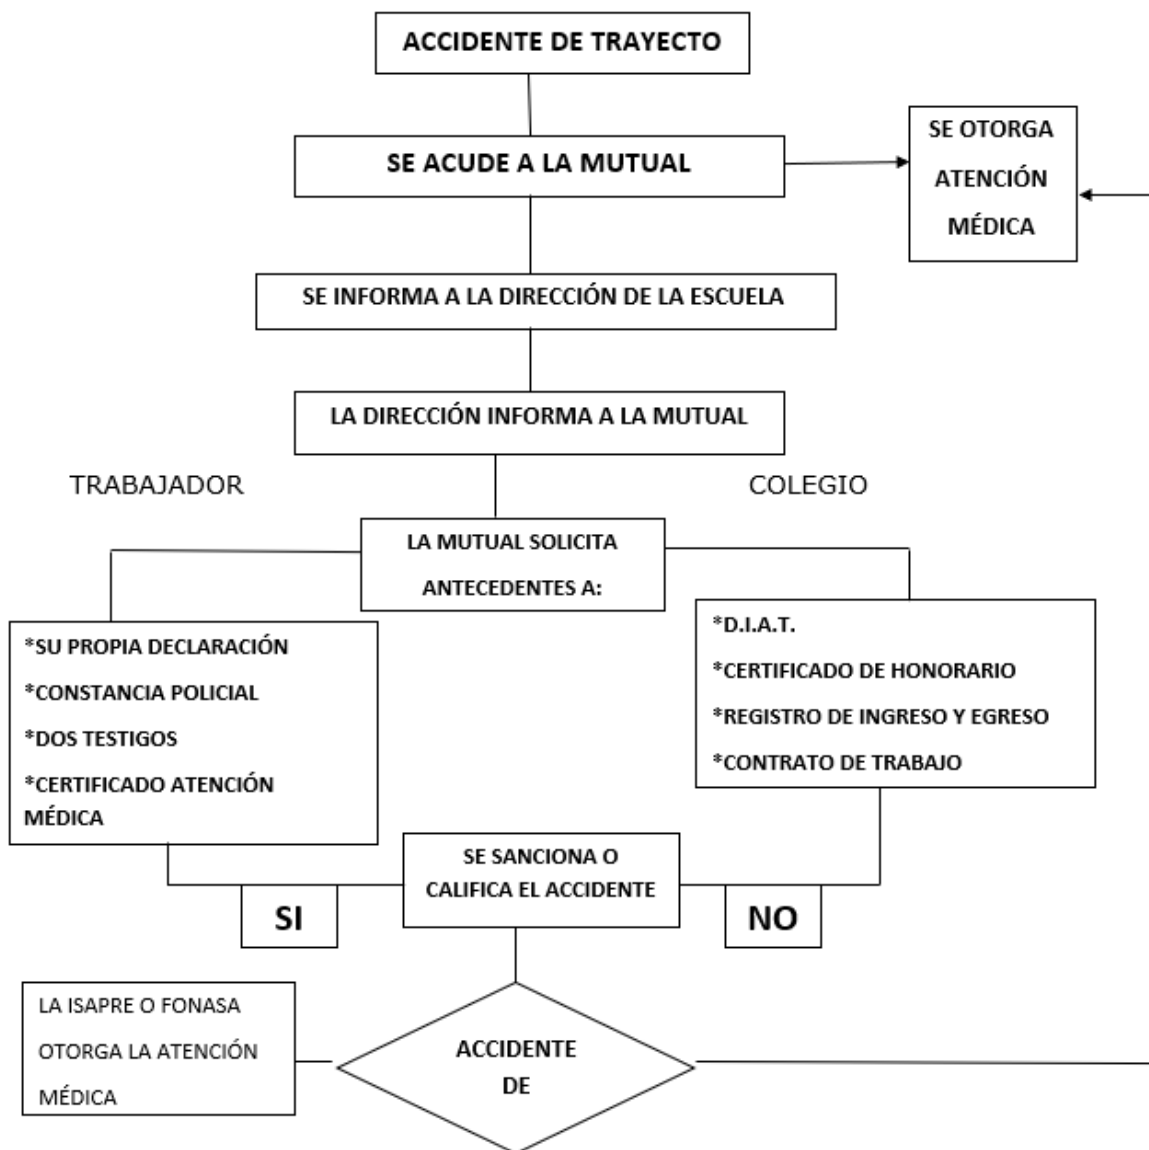 ACCIDENTE DE TRAYECTO
SE ACUDE A LA MUTUAL
SE OTORGA
ATENCIÓN
MÉDICA
SE INFORMA A LA DIRECCIÓN DE LA ESCUELA
LA DIRECCIÓN INFORMA A LA MUTUAL
TRABAJADOR
COLEGIO
LA MUTUAL SOLICITA
ANTECEDENTES A:
*SU PROPIA DECLARACIÓN
*CONSTANCIA POLICIAL
*DOS TESTIGOS
*CERTIFICADO ATENCIÓN
MÉDICA
*D.I.A.T.
*CERTIFICADO DE HONORARIO
*REGISTRO DE INGRESO Y EGRESO
*CONTRATO DE TRABAJO
SE SANCIONA O
CALIFICA EL ACCIDENTE
SI
NO
LA ISAPRE O FONASA
OTORGA LA ATENCIÓN
MÉDICA
ACCIDENTE
DE